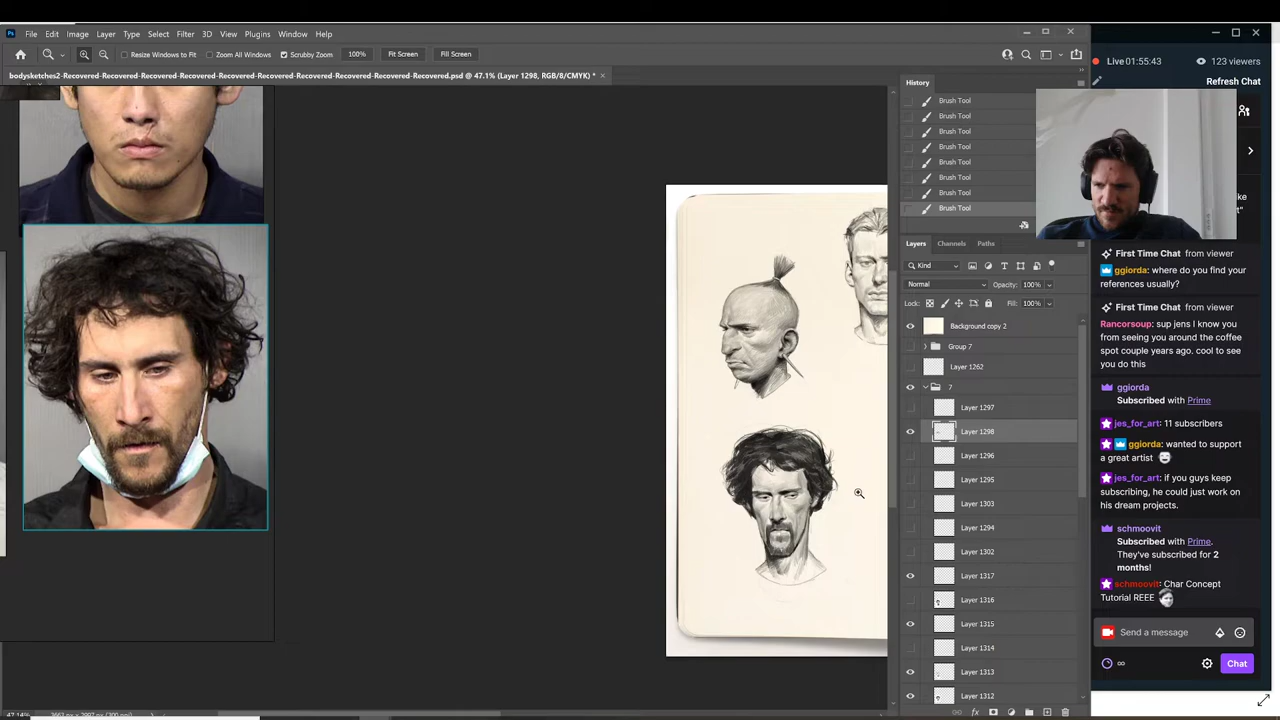 File Edit Image Layer Type Select Filter 3D View Plugins Window Help
Resize Windows to Fit Zoom All Windows Scrubby Zoom 100% Fit Screen Fill Screen
bodysketches2-Recovered-Recovered-Recovered-Recovered-Recovered-Recovered-Recovered-Recovered-Recovered.psd @ 47.1% (Layer 1298, RGB/8/CMYK) *
History
Brush Tool
Brush Tool
Brush Tool
Brush Tool
Brush Tool
Brush Tool
Brush Tool
Brush Tool
Layers Channels Paths
Kind
Normal Opacity: 100%
Lock: Fill: 100%
Background copy 2
Group 7
Layer 1262
7
Layer 1297
Layer 1298
Layer 1296
Layer 1295
Layer 1303
Layer 1294
Layer 1302
Layer 1317
Layer 1316
Layer 1315
Layer 1314
Layer 1313
Layer 1312
Live 01:55:43 123 viewers
Refresh Chat
First Time Chat from viewer
ggiorda: where do you find your
references usually?
First Time Chat from viewer
Rancorsoup: sup jens I know you
from seeing you around the coffee
spot couple years ago. cool to see
you do this
ggiorda
Subscribed with Prime.
jes_for_art: 11 subscribers
ggiorda: wanted to support
a great artist
jes_for_art: if you guys keep
subscribing, he could just work on
his dream projects.
schmoovit
Subscribed with Prime.
They've subscribed for 2
months!
schmoovit: Char Concept
Tutorial REEE
Send a message
Chat